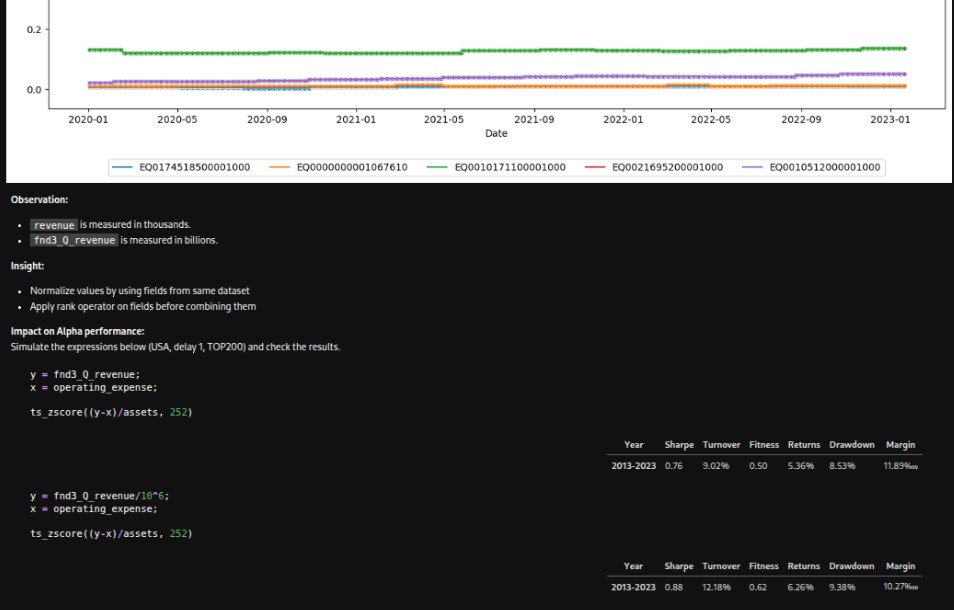 0.2
0.0
2020-01 2020-05 2020-09 2021-01 2021-05 2021-09 2022-01 2022-05 2022-09 2023-01
Date
EQ0174518500001000 EQ0000000001067610 EQ0010171100001000 EQ0021695200001000 EQ0010512000001000
Observation:
• revenue is measured in thousands.
• fnd3_Q_revenue is measured in billions.
Insight:
• Normalize values by using fields from same dataset
• Apply rank operator on fields before combining them
Impact on Alpha performance:
Simulate the expressions below (USA, delay 1, TOP200) and check the results.
y = fnd3_Q_revenue;
x = operating_expense;
ts_zscore((y-x)/assets, 252)
Year Sharpe Turnover Fitness Returns Drawdown Margin
2013-2023 0.76 9.02% 0.50 5.36% 8.53% 11.89‱
y = fnd3_Q_revenue/10^6;
x = operating_expense;
ts_zscore((y-x)/assets, 252)
Year Sharpe Turnover Fitness Returns Drawdown Margin
2013-2023 0.88 12.18% 0.62 6.26% 9.38% 10.27‱